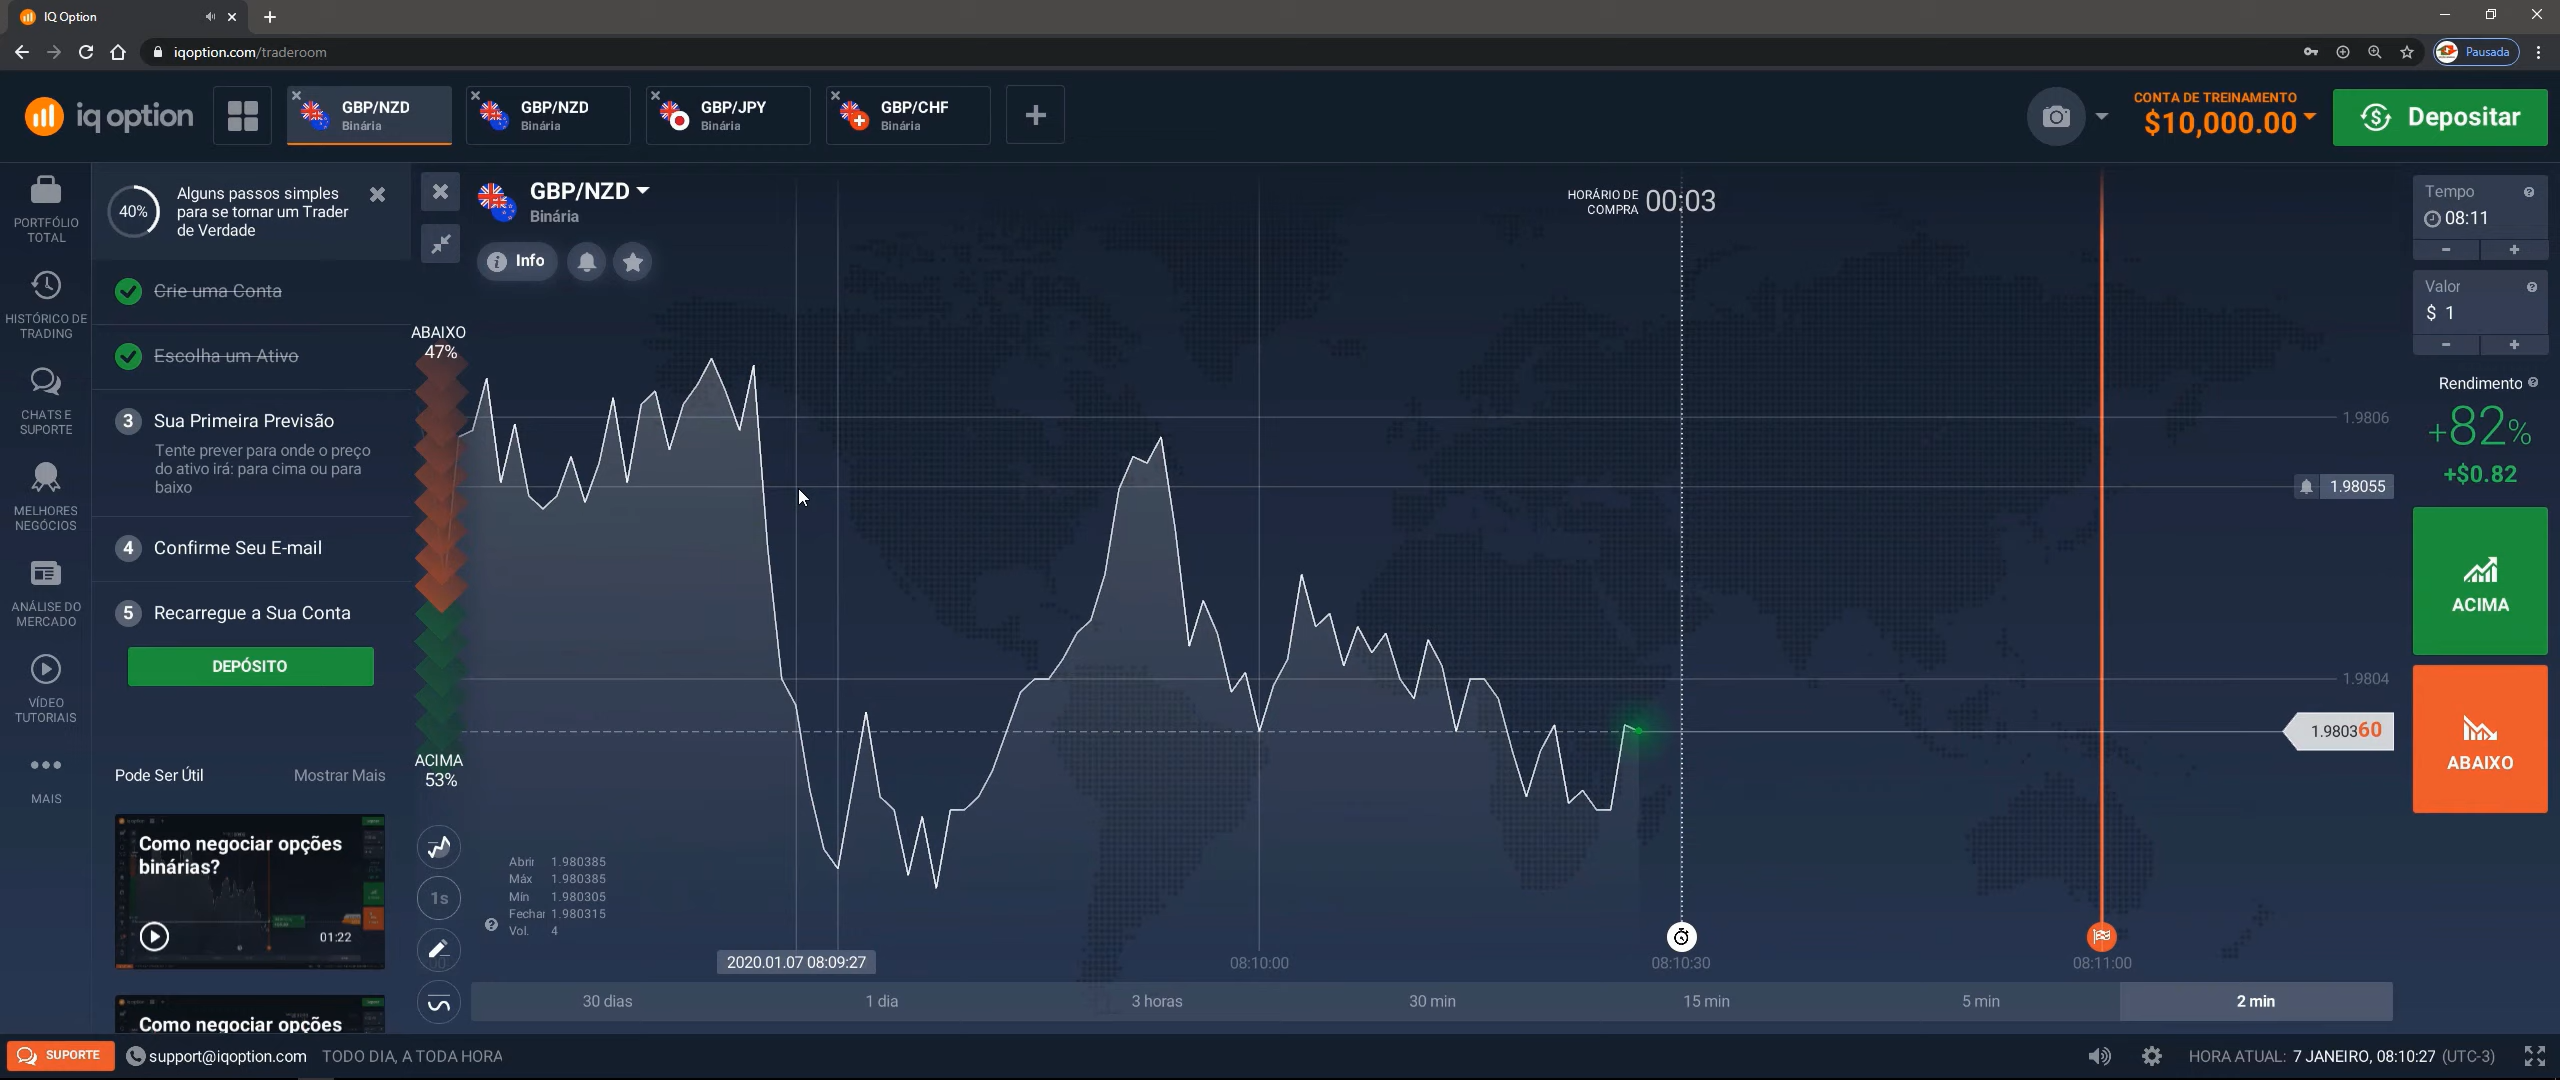 IQ Option
iqoption.com/traderoom
Pausada
iq option
GBP/NZD
Binária
GBP/NZD
Binária
GBP/JPY
Binária
GBP/CHF
Binária
CONTA DE TREINAMENTO
$10,000.00
Depositar
PORTFÓLIO
TOTAL
HISTÓRICO DE
TRADING
CHATS E
SUPORTE
MELHORES
NEGÓCIOS
ANÁLISE DO
MERCADO
VÍDEO
TUTORIAIS
MAIS
40%
Alguns passos simples
para se tornar um Trader
de Verdade
Crie uma Conta
Escolha um Ativo
3 Sua Primeira Previsão
Tente prever para onde o preço
do ativo irá: para cima ou para
baixo
4 Confirme Seu E-mail
5 Recarregue a Sua Conta
DEPÓSITO
Pode Ser Útil
Mostrar Mais
Como negociar opções
binárias?
01:22
Como negociar opções
GBP/NZD
Binária
Info
HORÁRIO DE
COMPRA
00:03
ABAIXO
47%
ACIMA
53%
1s
Abrir 1.980385
Máx 1.980385
Mín 1.980305
Fechar 1.980315
Vol. 4
1.9806
1.98055
1.9804
1.980360
2020.01.07 08:09:27
08:10:00
08:10:30
08:11:00
30 dias
1 dia
3 horas
30 min
15 min
5 min
2 min
Tempo
08:11
- +
Valor
$ 1
- +
Rendimento
+82%
+$0.82
ACIMA
ABAIXO
SUPORTE
support@iqoption.com
TODO DIA, A TODA HORA
HORA ATUAL: 7 JANEIRO, 08:10:27 (UTC-3)